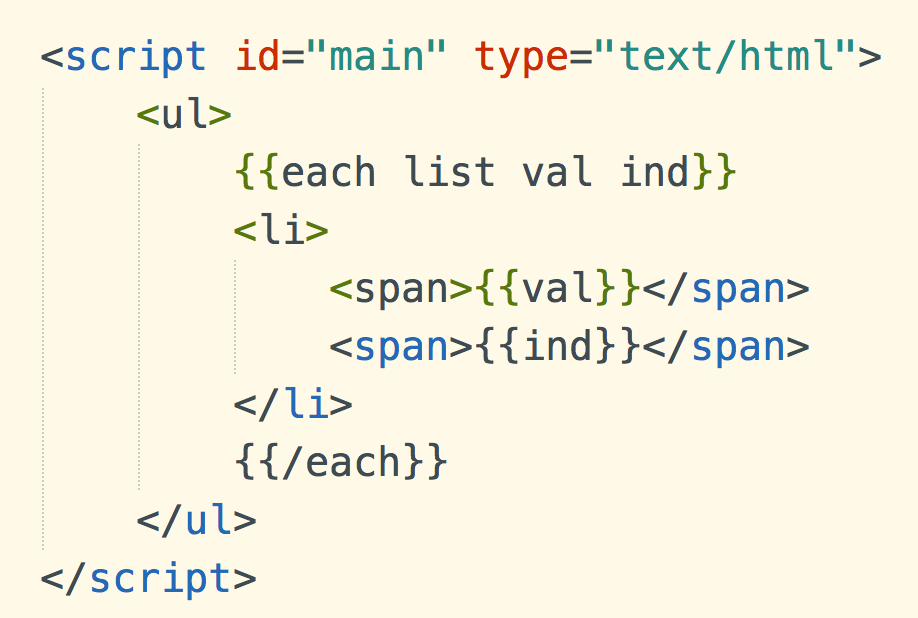 <script id="main" type="text/html">
<ul>
{{each list val ind}}
<li>
<span>{{val}}</span>
<span>{{ind}}</span>
</li>
{{/each}}
</ul>
</script>